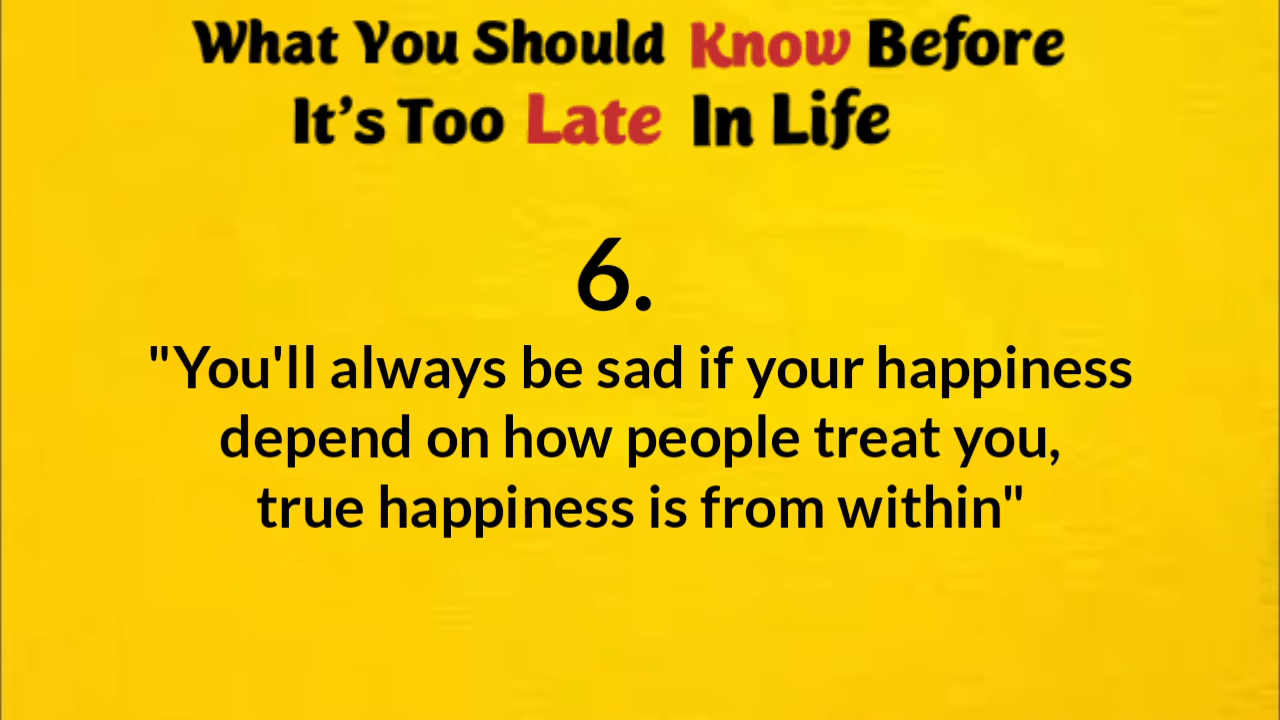 What You Should Know Before
It's Too Late In Life
6.
"You'll always be sad if your happiness
depend on how people treat you,
true happiness is from within"